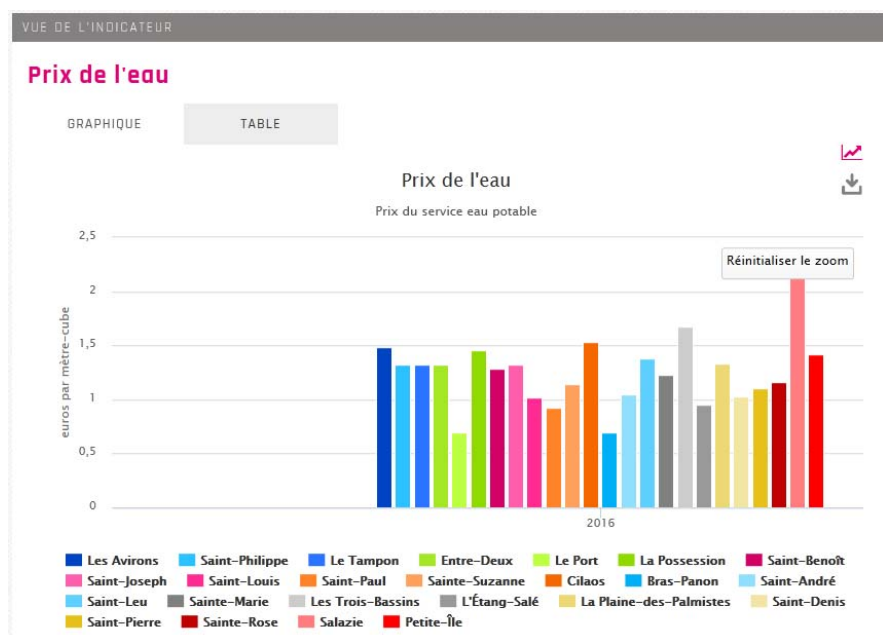 VUE DE L'INDICATEUR
Prix de l'eau
GRAPHIQUE TABLE
Prix de l'eau
Prix du service eau potable
2,5
Réinitialiser le zoom
2
1,5
1
0,5
0
euros par mètre-cube
2016
Les Avirons Saint-Philippe Le Tampon Entre-Deux Le Port La Possession Saint-Benoît
Saint-Joseph Saint-Louis Saint-Paul Sainte-Suzanne Cilaos Bras-Panon Saint-André
Saint-Leu Sainte-Marie Les Trois-Bassins L'Étang-Salé La Plaine-des-Palmistes Saint-Denis
Saint-Pierre Sainte-Rose Salazie Petite-Île